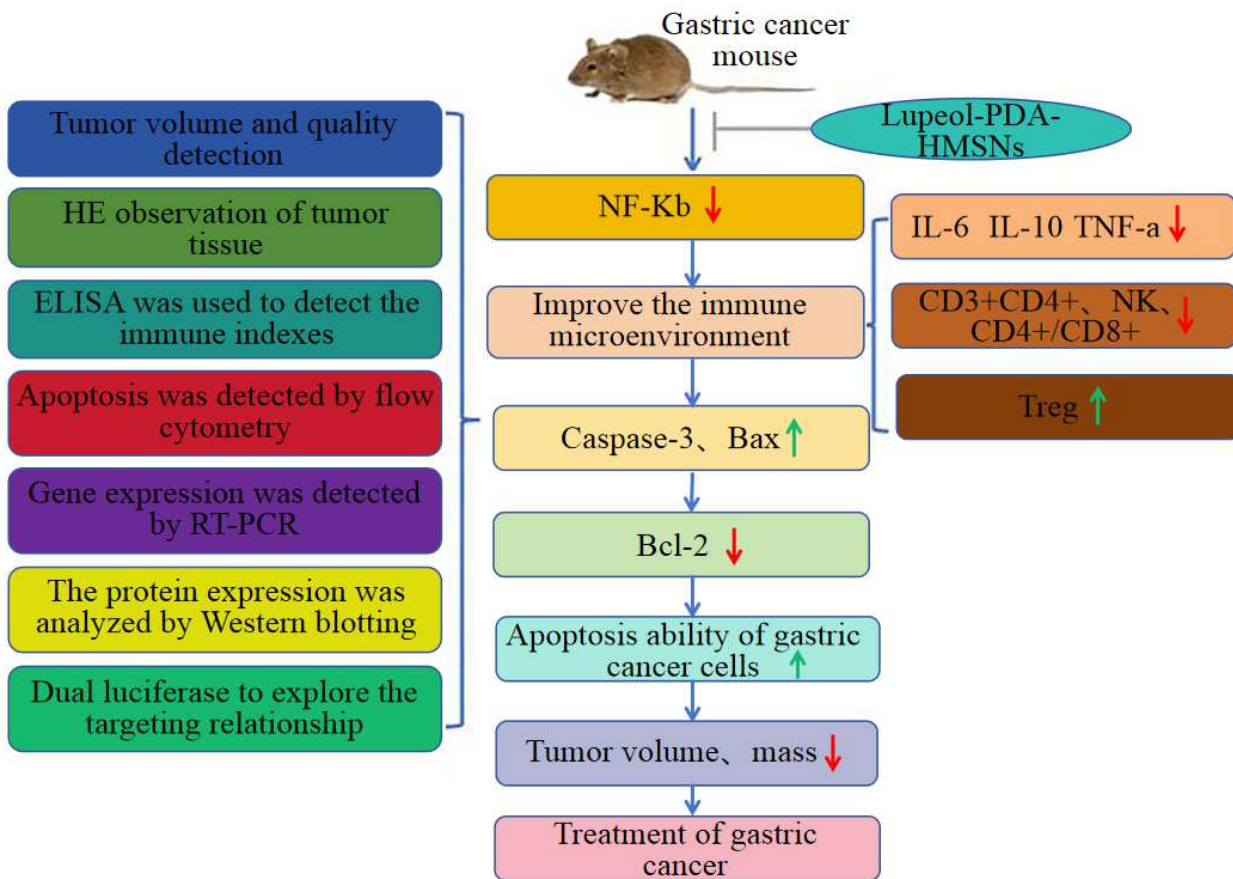 Gastric cancer
mouse
Lupeol-PDA-
HMSNs
Tumor volume and quality
detection
HE observation of tumor
tissue
ELISA was used to detect the
immune indexes
Apoptosis was detected by flow
cytometry
Gene expression was detected
by RT-PCR
The protein expression was
analyzed by Western blotting
Dual luciferase to explore the
targeting relationship
NF-Kb ↓
Improve the immune
microenvironment
Caspase-3、Bax ↑
Bcl-2 ↓
Apoptosis ability of gastric
cancer cells ↑
Tumor volume、mass ↓
Treatment of gastric
cancer
IL-6 IL-10 TNF-a ↓
CD3+CD4+、NK、
CD4+/CD8+ ↓
Treg ↑